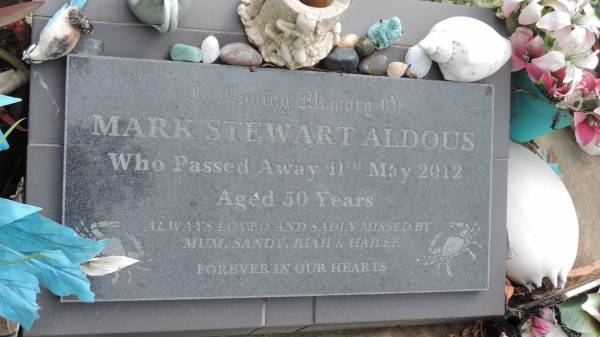 In Loving Memory Of
MARK STEWART ALDOUS
Who Passed Away 11TH May 2012
Aged 50 Years
ALWAYS LOVED AND SADLY MISSED BY
MUM, SANDY, KIAH & HAILEE
FOREVER IN OUR HEARTS